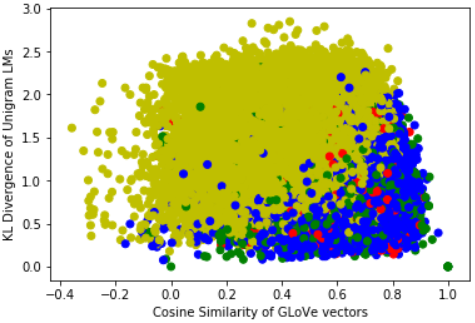 3.0
2.5
2.0
1.5
1.0
0.5
0.0
KL Divergence of Unigram LMs
−0.4 −0.2 0.0 0.2 0.4 0.6 0.8 1.0
Cosine Similarity of GLoVe vectors